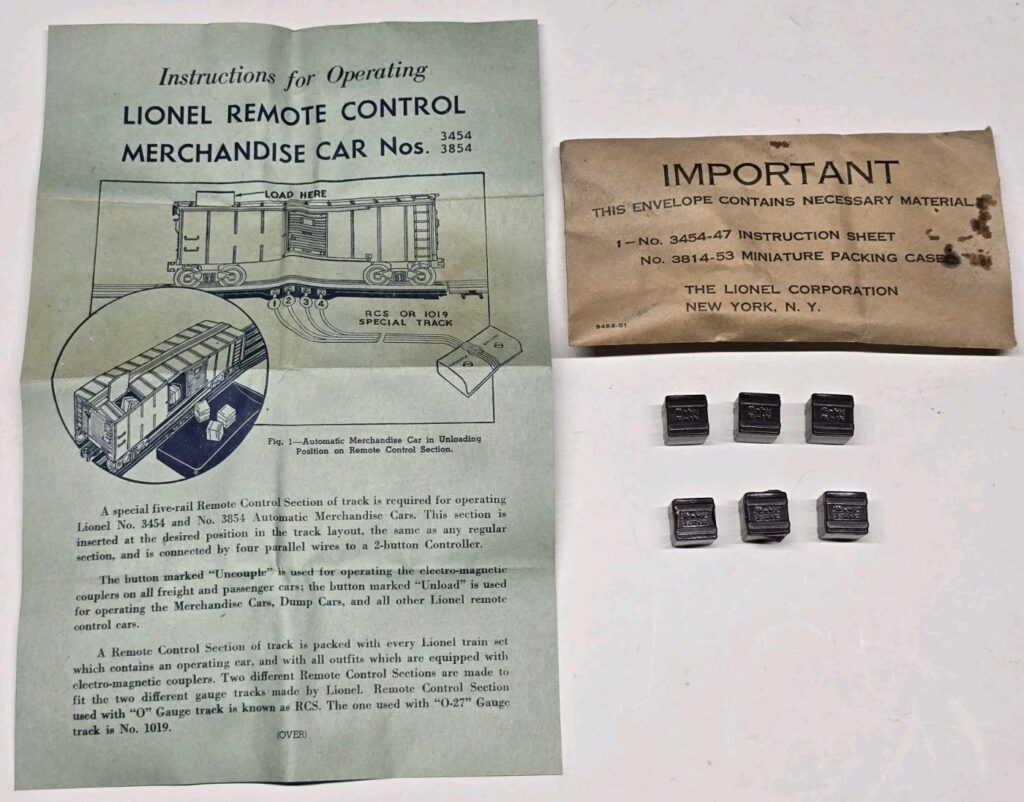 Instructions for Operating
LIONEL REMOTE CONTROL
MERCHANDISE CAR Nos. 3454
3854
LOAD HERE
1 2 3 4
RCS OR 1019
SPECIAL TRACK
Fig. 1—Automatic Merchandise Car in Unloading
Position on Remote Control Section.
A special five-rail Remote Control Section of track is required for operating
Lionel No. 3454 and No. 3854 Automatic Merchandise Cars. This section is
inserted at the desired position in the track layout, the same as any regular
section, and is connected by four parallel wires to a 2-button Controller.
The button marked "Uncouple" is used for operating the electro-magnetic
couplers on all freight and passenger cars; the button marked "Unload" is used
for operating the Merchandise Cars, Dump Cars, and all other Lionel remote
control cars.
A Remote Control Section of track is packed with every Lionel train set
which contains an operating car, and with all outfits which are equipped with
electro-magnetic couplers. Two different Remote Control Sections are made to
fit the two different gauge tracks made by Lionel. Remote Control Section
used with "O" Gauge track is known as RCS. The one used with "O-27" Gauge
track is No. 1019.
(OVER)
IMPORTANT
THIS ENVELOPE CONTAINS NECESSARY MATERIAL
1 – No. 3454-47 INSTRUCTION SHEET
No. 3814-53 MINIATURE PACKING CASES
THE LIONEL CORPORATION
NEW YORK, N. Y.